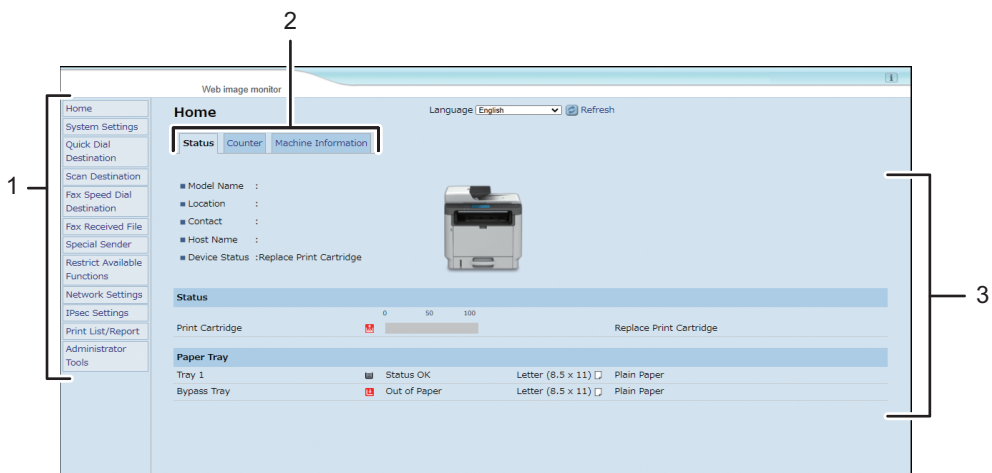 2
Web image monitor
Home
System Settings
Quick Dial
Destination
Scan Destination
Fax Speed Dial
Destination
Fax Received File
Special Sender
Restrict Available
Functions
Network Settings
IPsec Settings
Print List/Report
Administrator
Tools
1
Home
Language English Refresh
Status Counter Machine Information
Model Name :
Location :
Contact :
Host Name :
Device Status :Replace Print Cartridge
Status
0 50 100
Print Cartridge Replace Print Cartridge
Paper Tray
Tray 1 Status OK Letter (8.5 x 11) Plain Paper
Bypass Tray Out of Paper Letter (8.5 x 11) Plain Paper
3